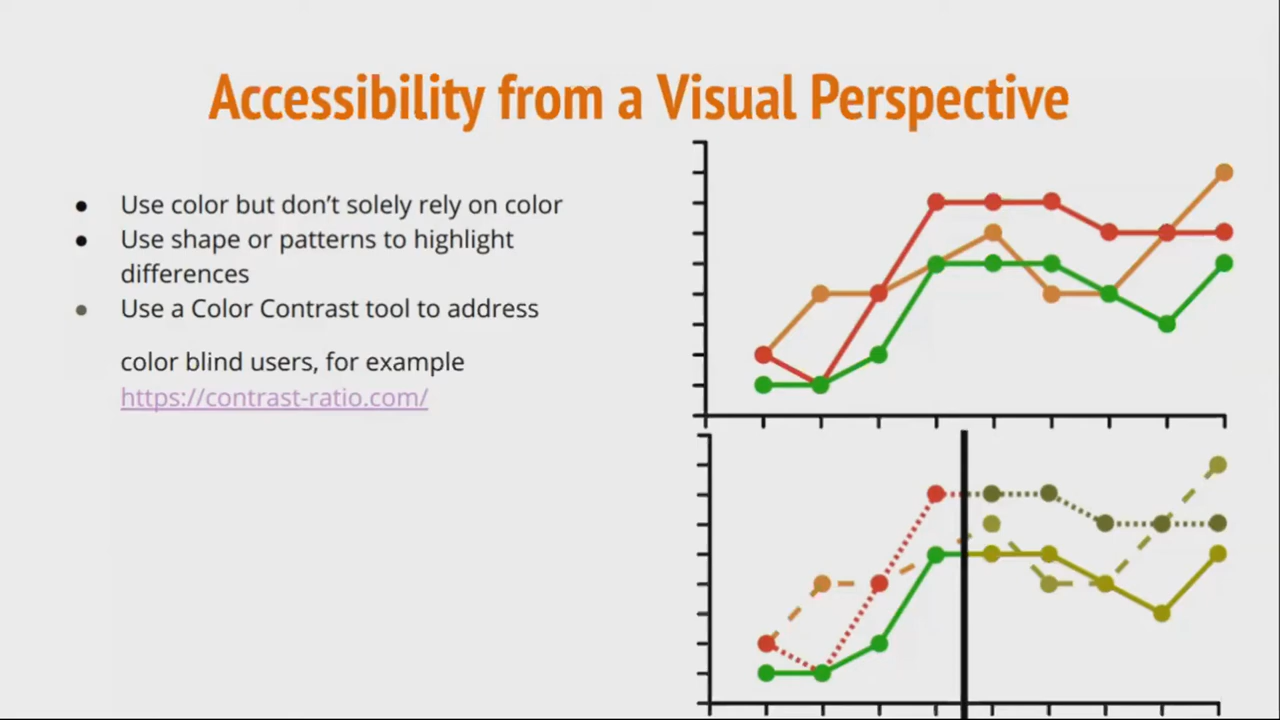 Accessibility from a Visual Perspective
● Use color but don't solely rely on color
● Use shape or patterns to highlight
differences
● Use a Color Contrast tool to address
color blind users, for example
https://contrast-ratio.com/